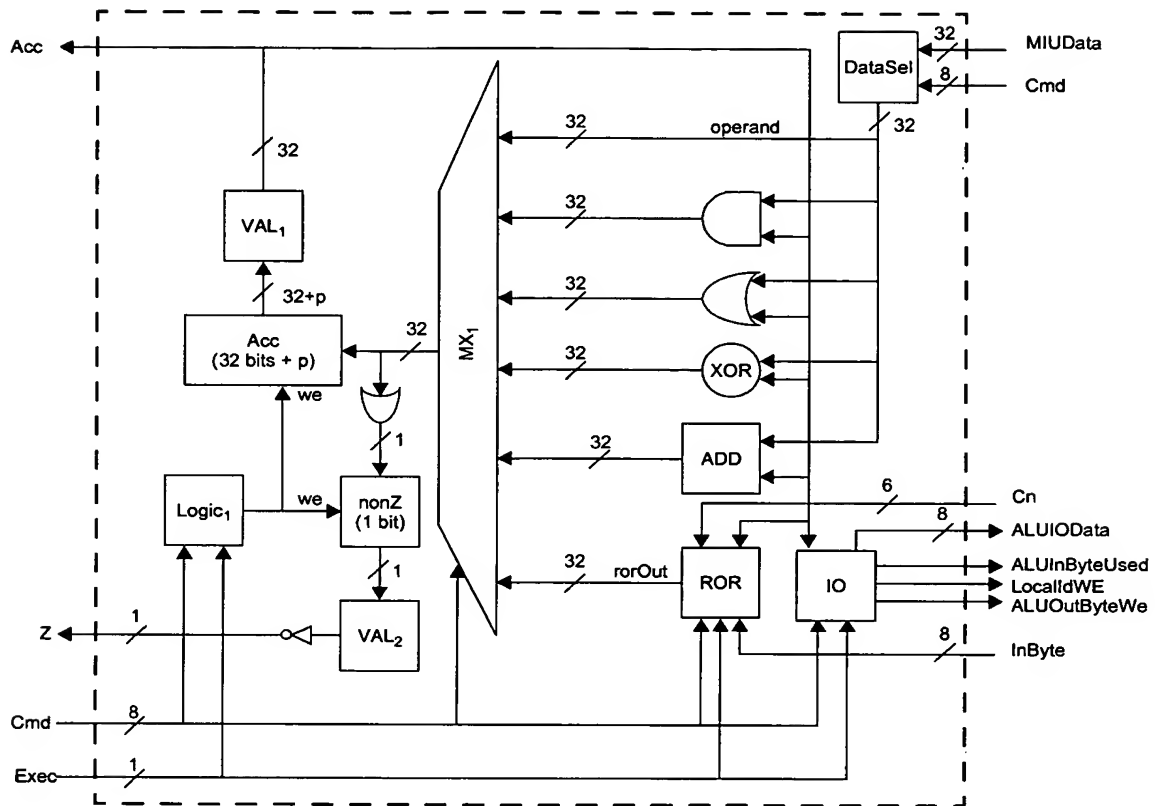 Acc
32
MIUData
DataSel
8
Cmd
32
32
operand
32
32
VAL1
32
32+p
Acc
(32 bits + p)
32
MX1
32
XOR
we
1
32
ADD
Logic1
we
nonZ
(1 bit)
6
Cn
8
ALUIOData
1
32
rorOut
ROR
IO
ALUInByteUsed
LocalIdWE
ALUOutByteWe
Z
1
VAL2
8
InByte
Cmd
8
Exec
1